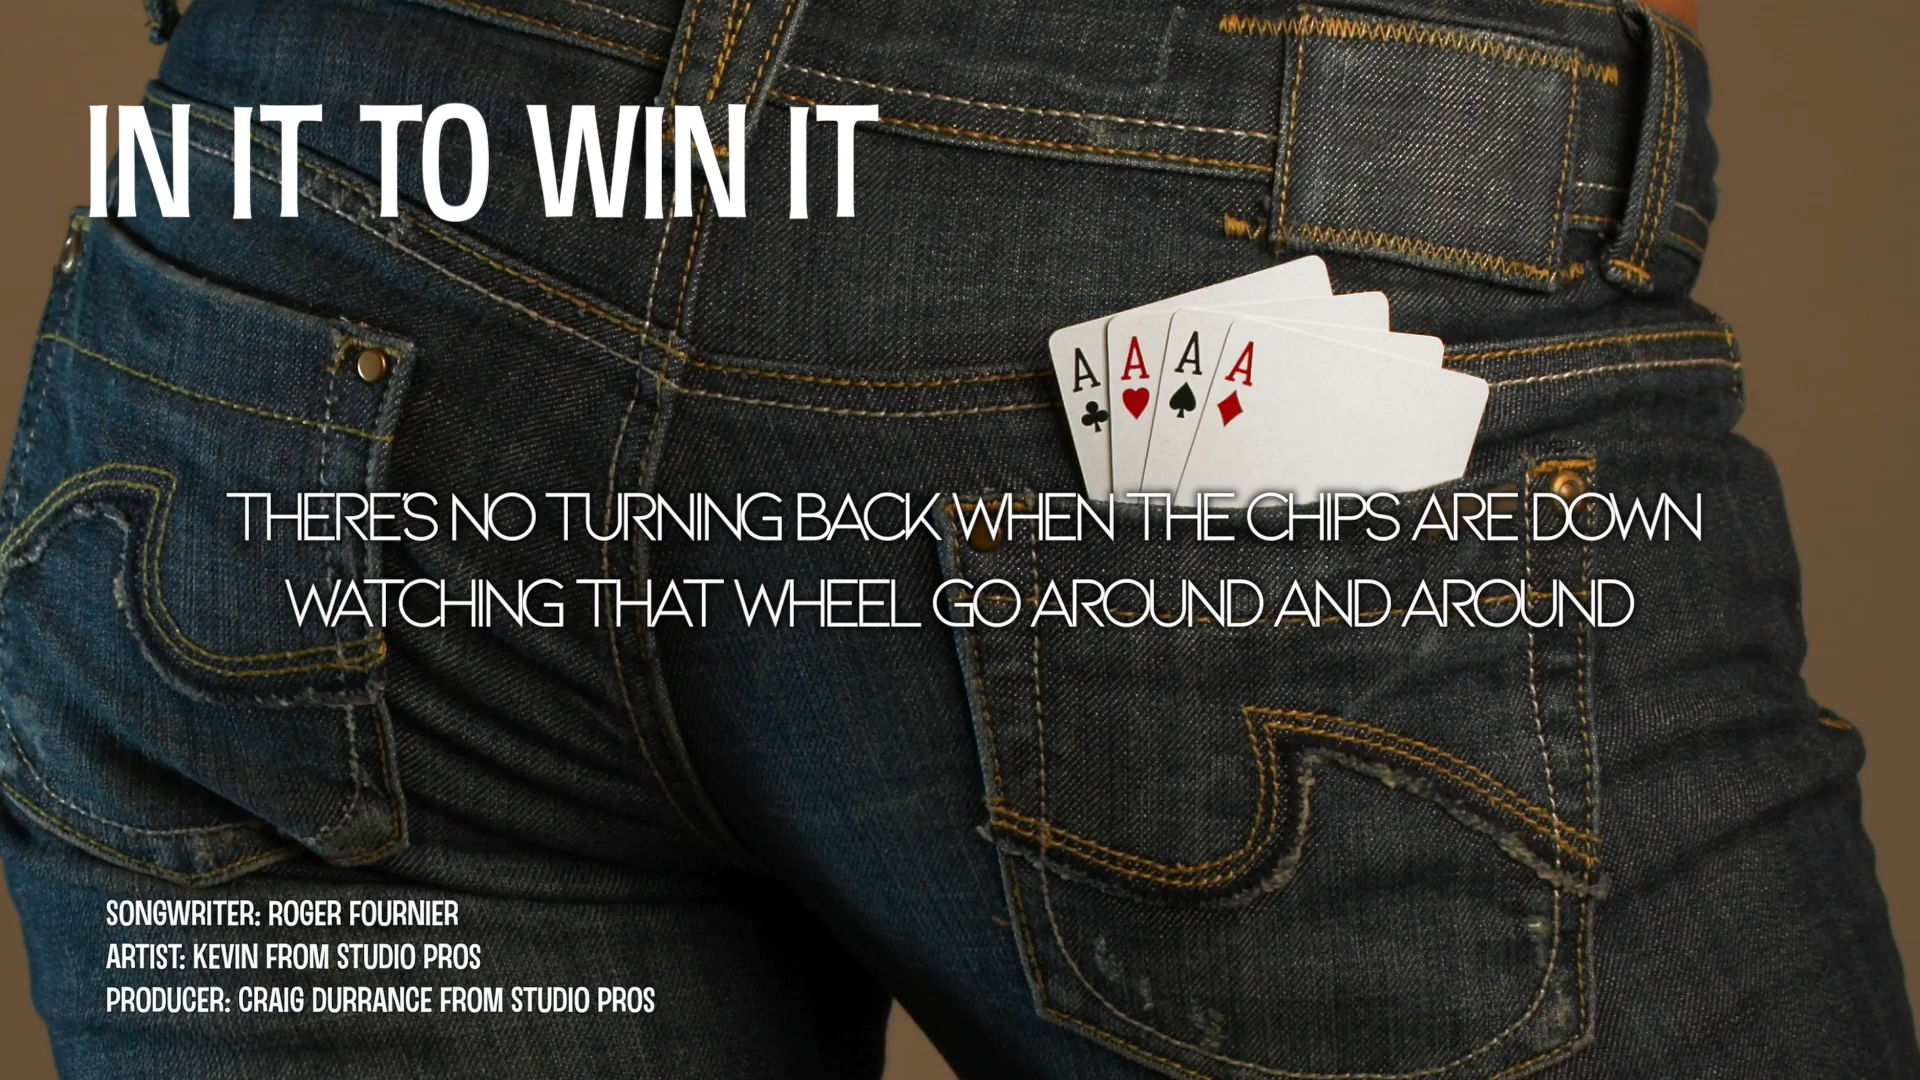 IN IT TO WIN IT
A A A A
THERE'S NO TURNING BACK WHEN THE CHIPS ARE DOWN
WATCHING THAT WHEEL GO AROUND AND AROUND
SONGWRITER: ROGER FOURNIER
ARTIST: KEVIN FROM STUDIO PROS
PRODUCER: CRAIG DURRANCE FROM STUDIO PROS